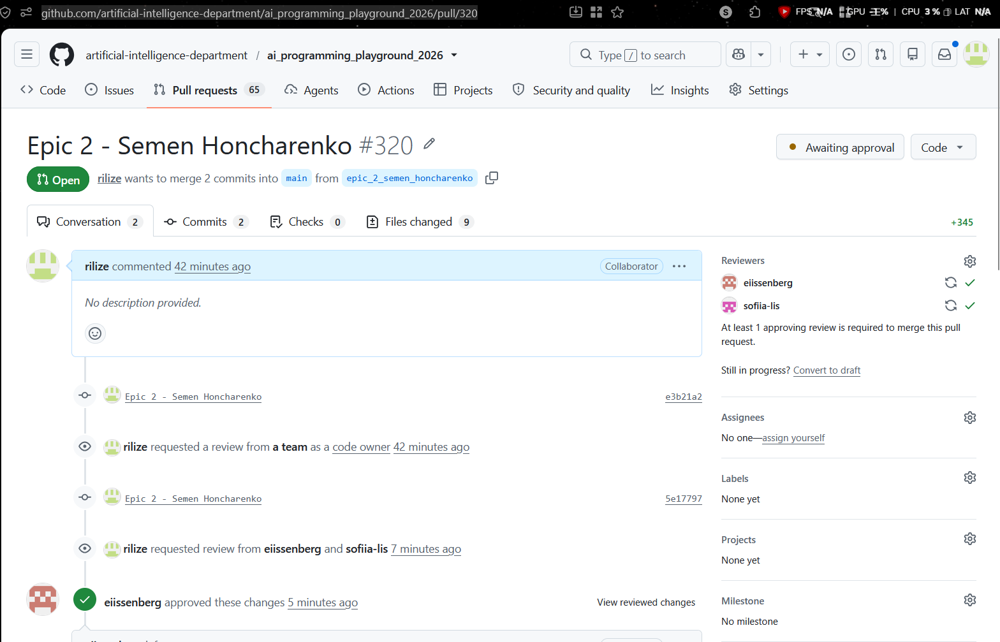 github.com/artificial-intelligence-department/ai_programming_playground_2026/pull/320
S
FPS N/A | GPU -1 % | CPU 3 % | LAT N/A
artificial-intelligence-department / ai_programming_playground_2026
Type / to search
Code Issues Pull requests 65 Agents Actions Projects Security and quality Insights Settings
Epic 2 - Semen Honcharenko #320
Awaiting approval
Code
Open rilize wants to merge 2 commits into main from epic_2_semen_honcharenko
Conversation 2 Commits 2 Checks 0 Files changed 9
+345
rilize commented 42 minutes ago
Collaborator
No description provided.
Epic 2 - Semen Honcharenko e3b21a2
rilize requested a review from a team as a code owner 42 minutes ago
Epic 2 - Semen Honcharenko 5e17797
rilize requested review from eiissenberg and sofiia-lis 7 minutes ago
eiissenberg approved these changes 5 minutes ago
View reviewed changes
Reviewers
eiissenberg
sofiia-lis
At least 1 approving review is required to merge this pull
request.
Still in progress? Convert to draft
Assignees
No one—assign yourself
Labels
None yet
Projects
None yet
Milestone
No milestone